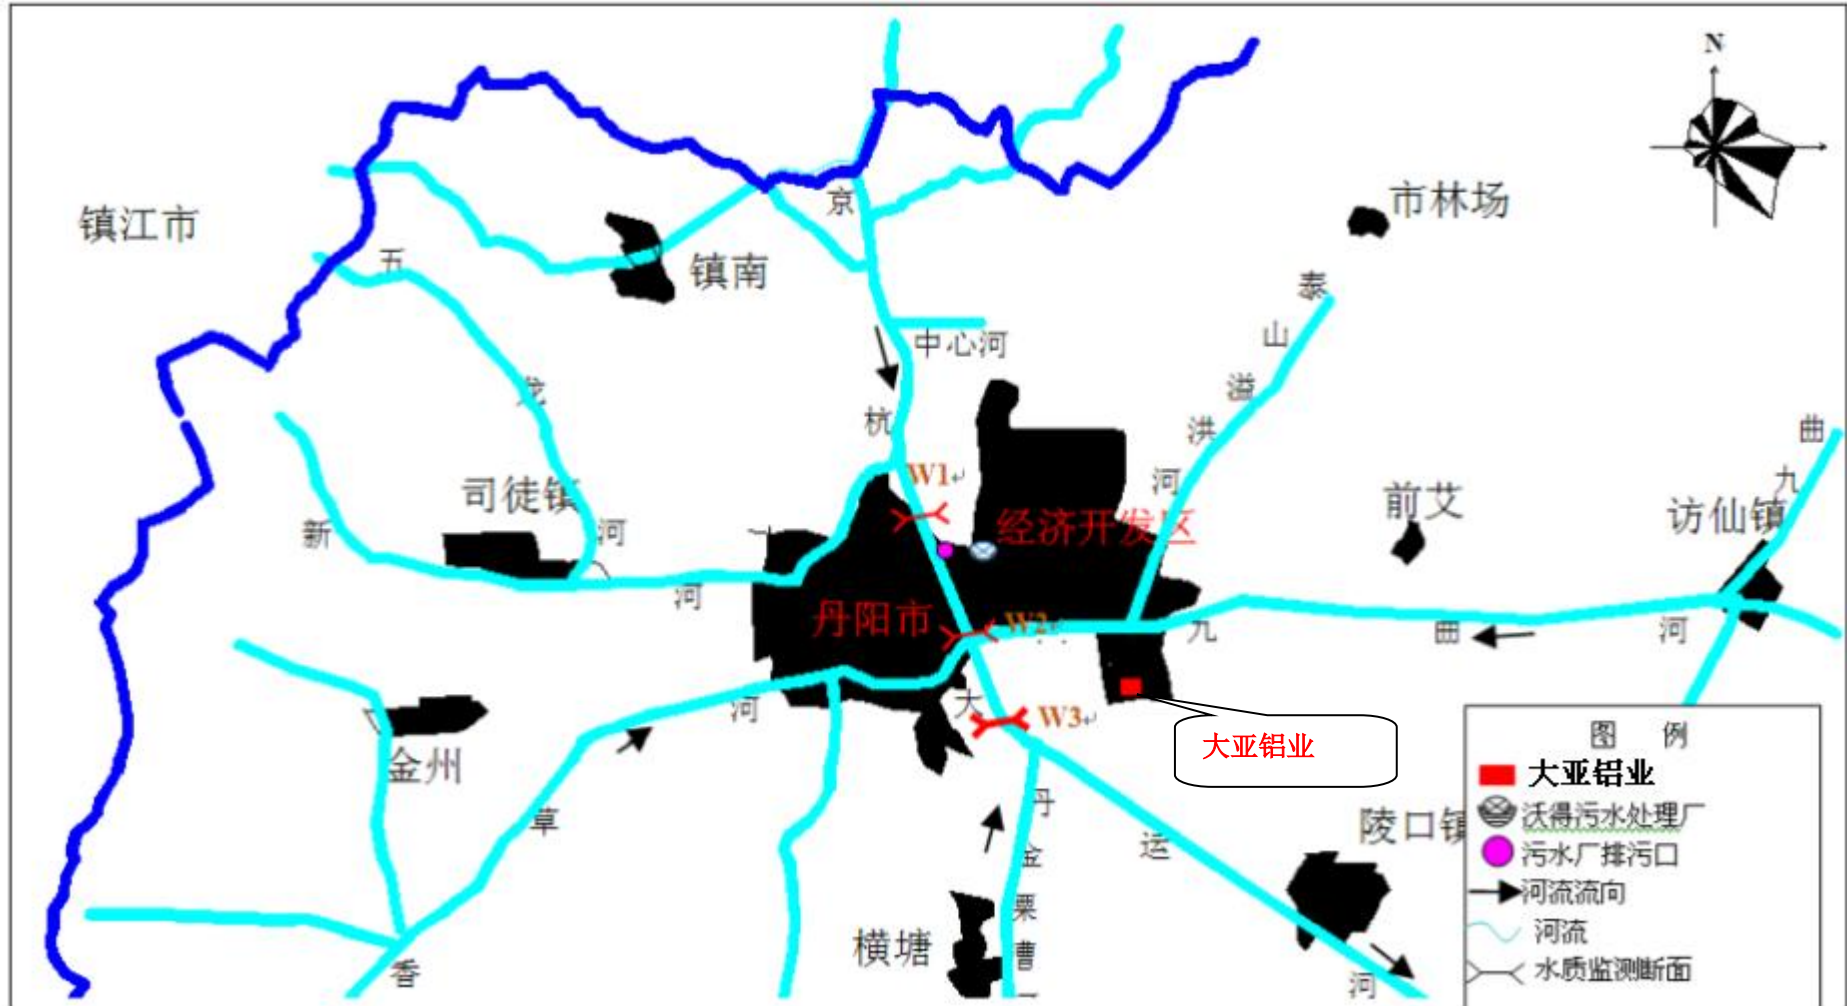 N
市林场
镇江市
京
五
镇南
泰
山
中心河
龙
溢
杭
洪
曲
W1
河
九
司徒镇
前艾
访仙镇
新
河
经济开发区
河
丹阳市
W2
九
曲
河
河
大
W3
大亚铝业
金州
丹
草
运
陵口镇
金
栗
横塘
漕
香
河
图 例
大亚铝业
沃得污水处理厂
污水厂排污口
河流流向
河流
水质监测断面